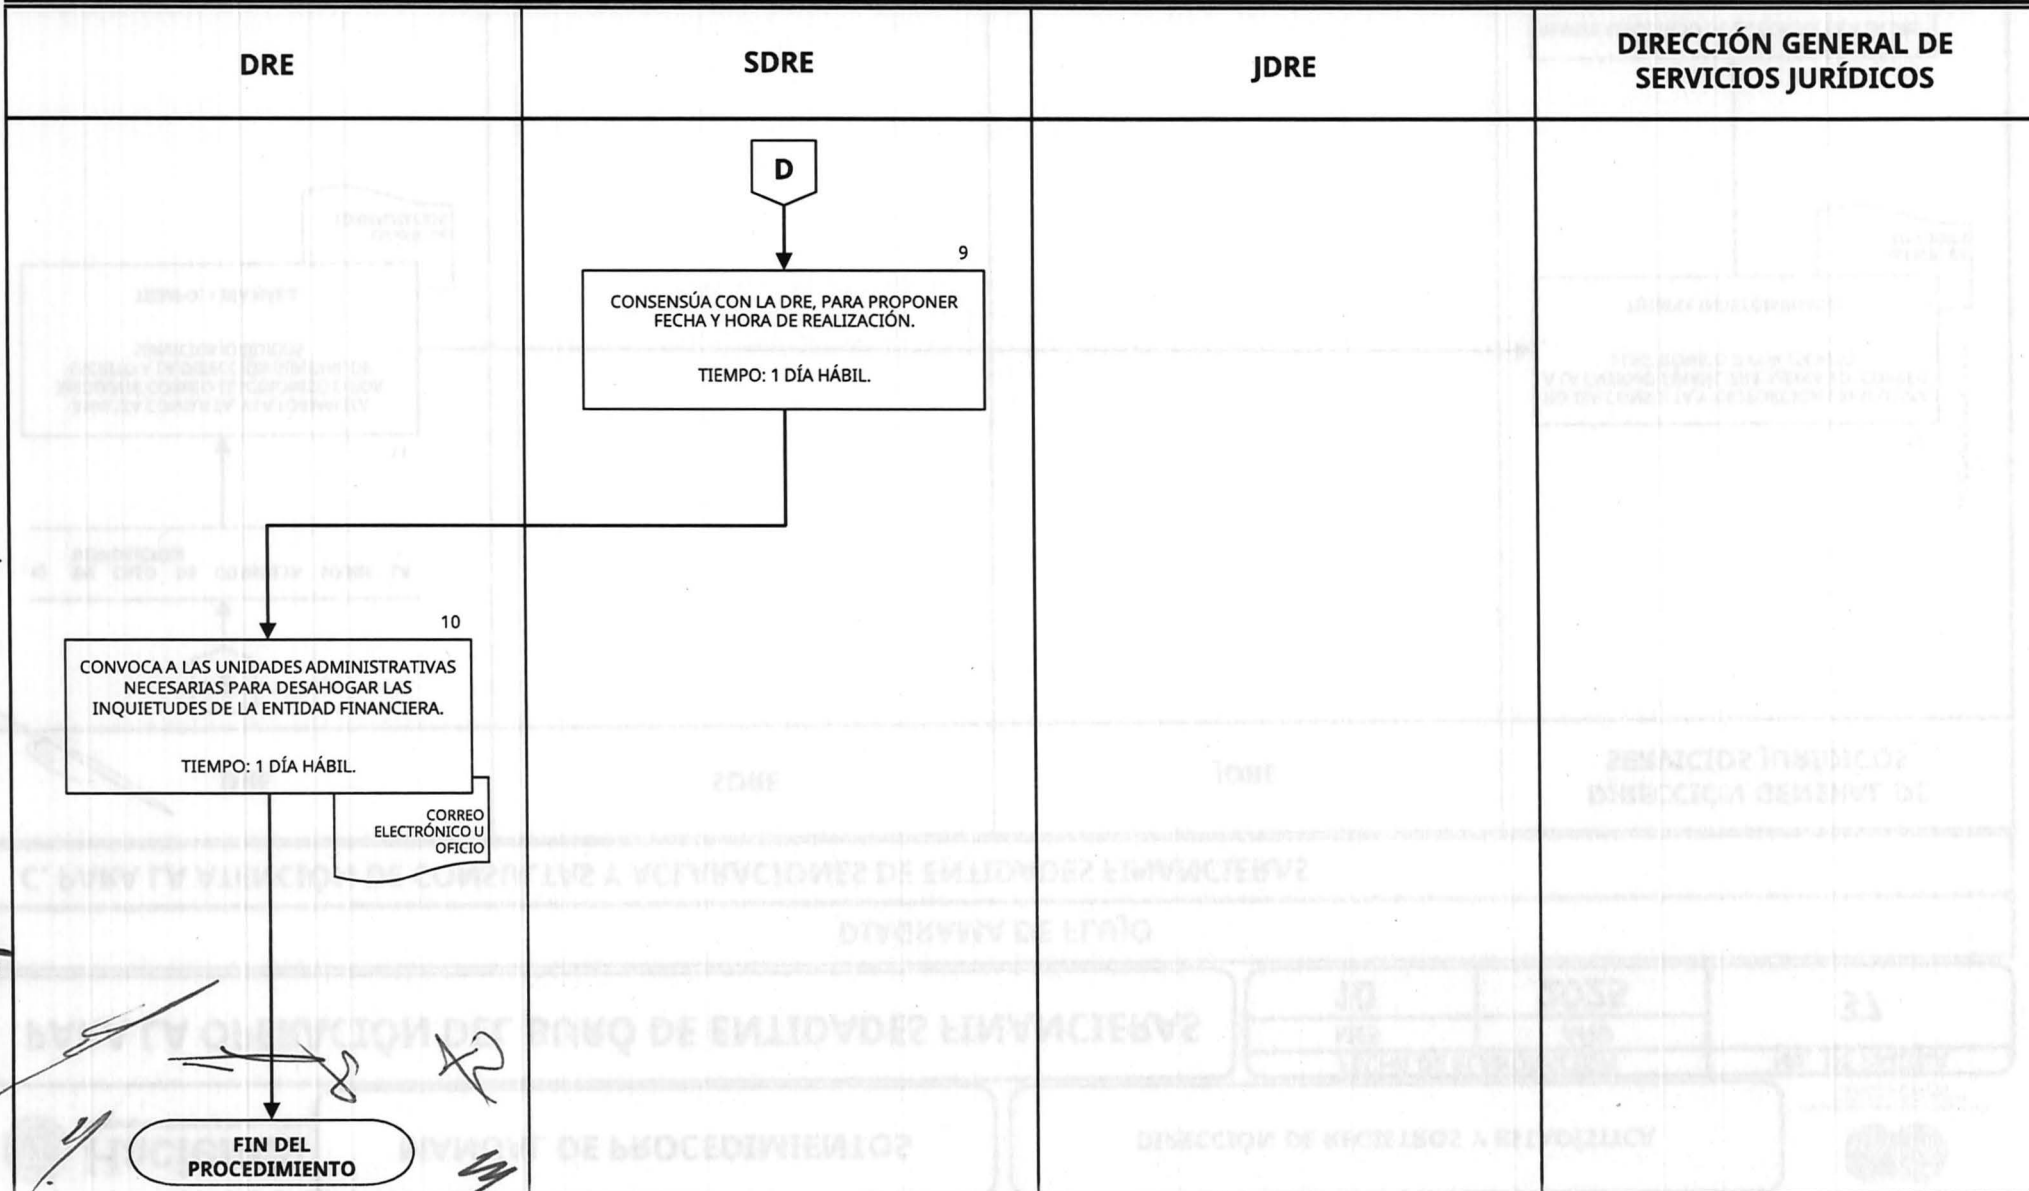 DRE
SDRE
JDRE
DIRECCIÓN GENERAL DE
SERVICIOS JURÍDICOS
D
9
CONSENSÚA CON LA DRE, PARA PROPONER
FECHA Y HORA DE REALIZACIÓN.
TIEMPO: 1 DÍA HÁBIL.
10
CONVOCA A LAS UNIDADES ADMINISTRATIVAS
NECESARIAS PARA DESAHOGAR LAS
INQUIETUDES DE LA ENTIDAD FINANCIERA.
TIEMPO: 1 DÍA HÁBIL.
CORREO
ELECTRÓNICO U
OFICIO
FIN DEL
PROCEDIMIENTO